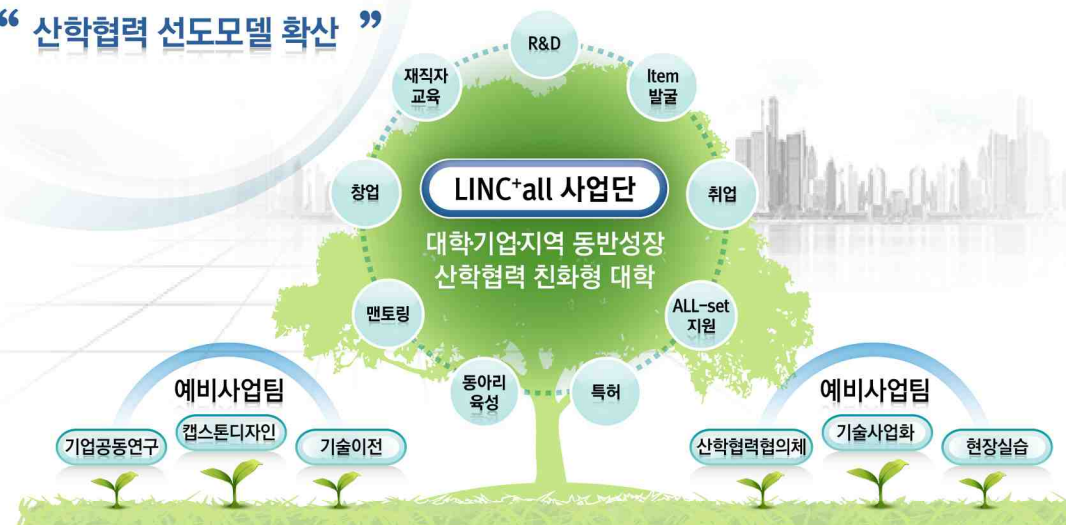 “ 산학협력 선도모델 확산 ”
R&D
재직자
교육
Item
발굴
창업
LINC⁺all 사업단
취업
대학·기업·지역 동반성장
산학협력 친화형 대학
맨토링
ALL-set
지원
동아리
육성
특허
예비사업팀
기업공동연구
캡스톤디자인
기술이전
예비사업팀
산학협력협의체
기술사업화
현장실습